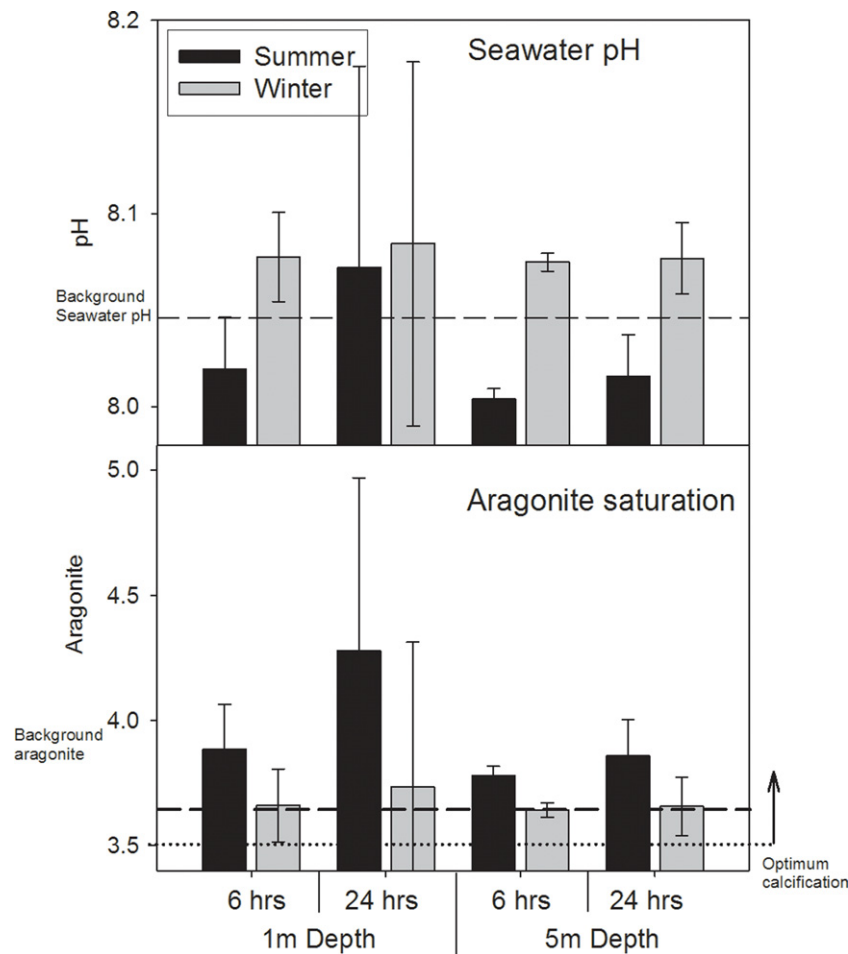 8.2
Summer
Winter
Seawater pH
8.1
pH
Background
Seawater pH
8.0
5.0
Aragonite saturation
4.5
Aragonite
4.0
Background
aragonite
3.5
Optimum
calcification
6 hrs
24 hrs
6 hrs
24 hrs
1m Depth
5m Depth